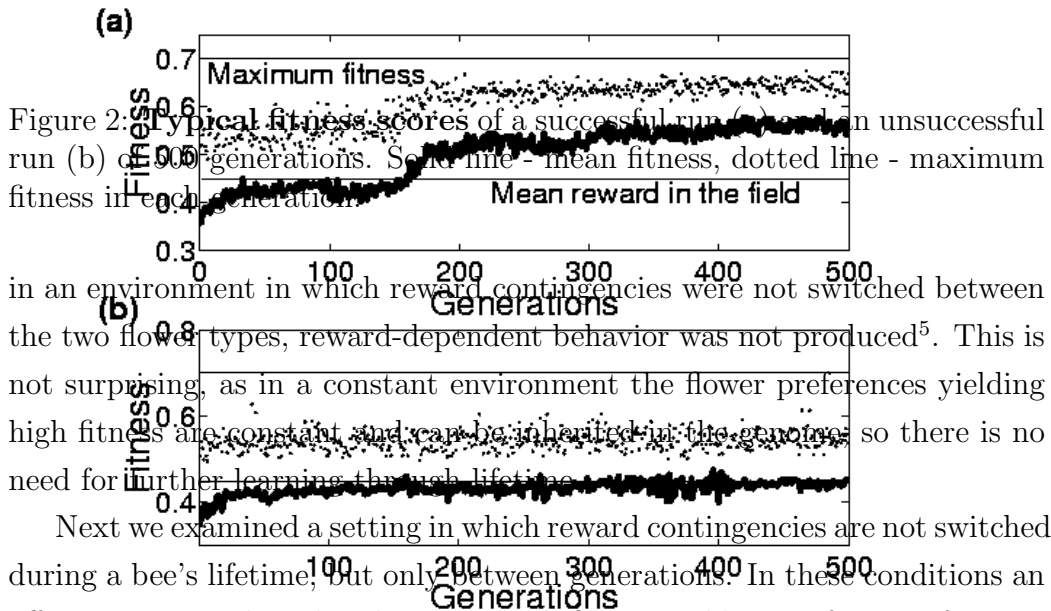 (a)
0.7
Maximum fitness
0.6
Figure 2: Typical fitness scores of a successful run (a) and an unsuccessful
0.5
run (b) of 500 generations. Solid line - mean fitness, dotted line - maximum
Fitness
fitness in each generation.
Mean reward in the field
0.4
0.3
0 100 200 300 400 500
Generations
in an environment in which reward contingencies were not switched between
(b)
0.8
the two flower types, reward-dependent behavior was not produced5. This is
not surprising, as in a constant environment the flower preferences yielding
Fitness
0.6
high fitness are constant and can be inherited in the genome, so there is no
need for further learning through lifetime.
0.4
Next we examined a setting in which reward contingencies are not switched
100 200 300 400 500
during a bee's lifetime, but only between generations. In these conditions an
Generations